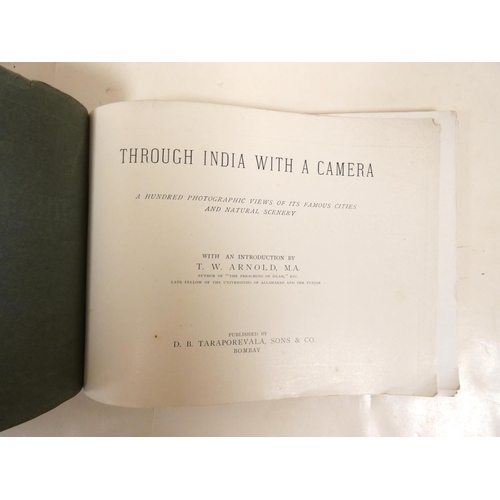 THROUGH INDIA WITH A CAMERA
A HUNDRED PHOTOGRAPHIC VIEWS OF ITS FAMOUS CITIES
AND NATURAL SCENERY
WITH AN INTRODUCTION BY
T. W. ARNOLD, M.A.
AUTHOR OF "THE PREACHING OF ISLAM," ETC.
LATE FELLOW OF THE UNIVERSITIES OF ALLAHABAD AND THE PUNJAB
PUBLISHED BY
D. B. TARAPOREVALA, SONS & CO.
BOMBAY